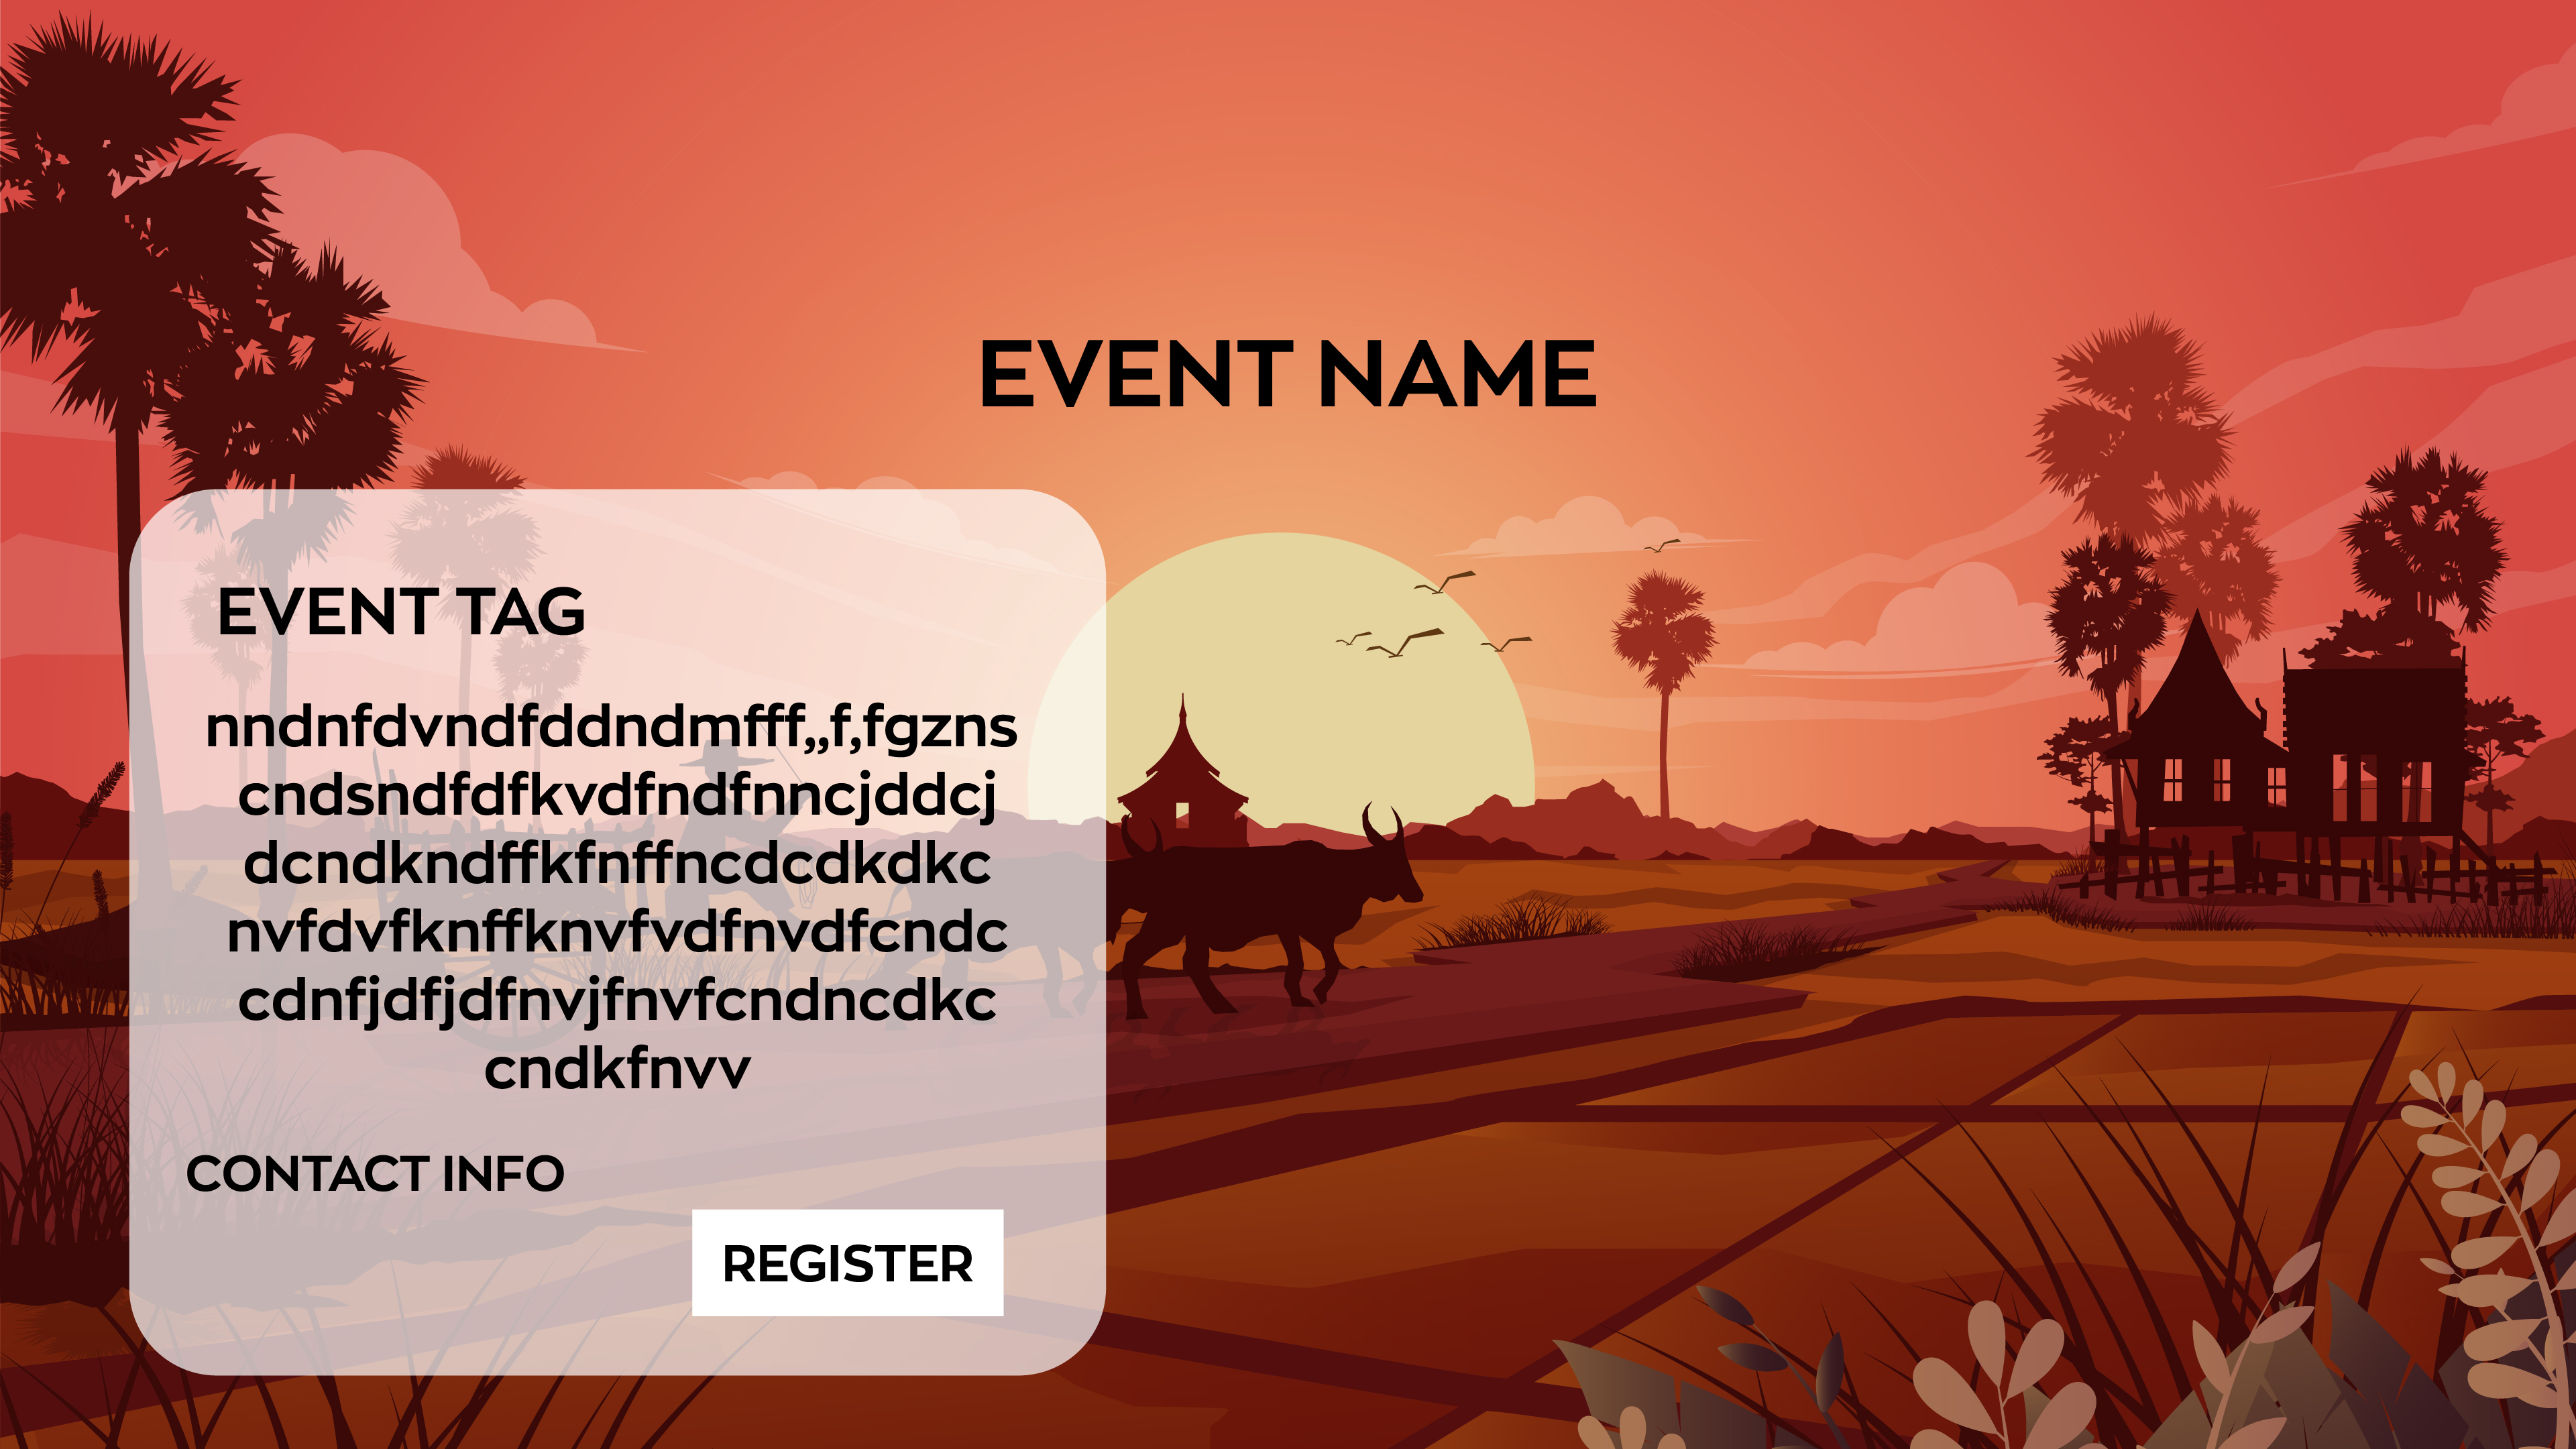 EVENT NAME
EVENT TAG
nndnfdvndfddndmfff,,f,fgzns
cndsndfdfkvdfndfnncjddcj
dcndkndffkfnffncdcdkdkc
nvfdvfknffknvfvdfnvdfcndc
cdnfjdfjdfnvjfnvfcndncdkc
cndkfnvv
CONTACT INFO
REGISTER